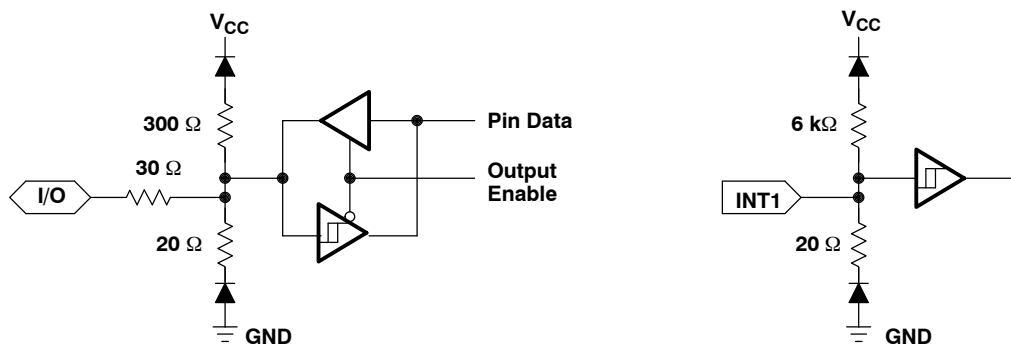 VCC
300 Ω
30 Ω
I/O
20 Ω
GND
Pin Data
Output
Enable
VCC
6 kΩ
INT1
20 Ω
GND